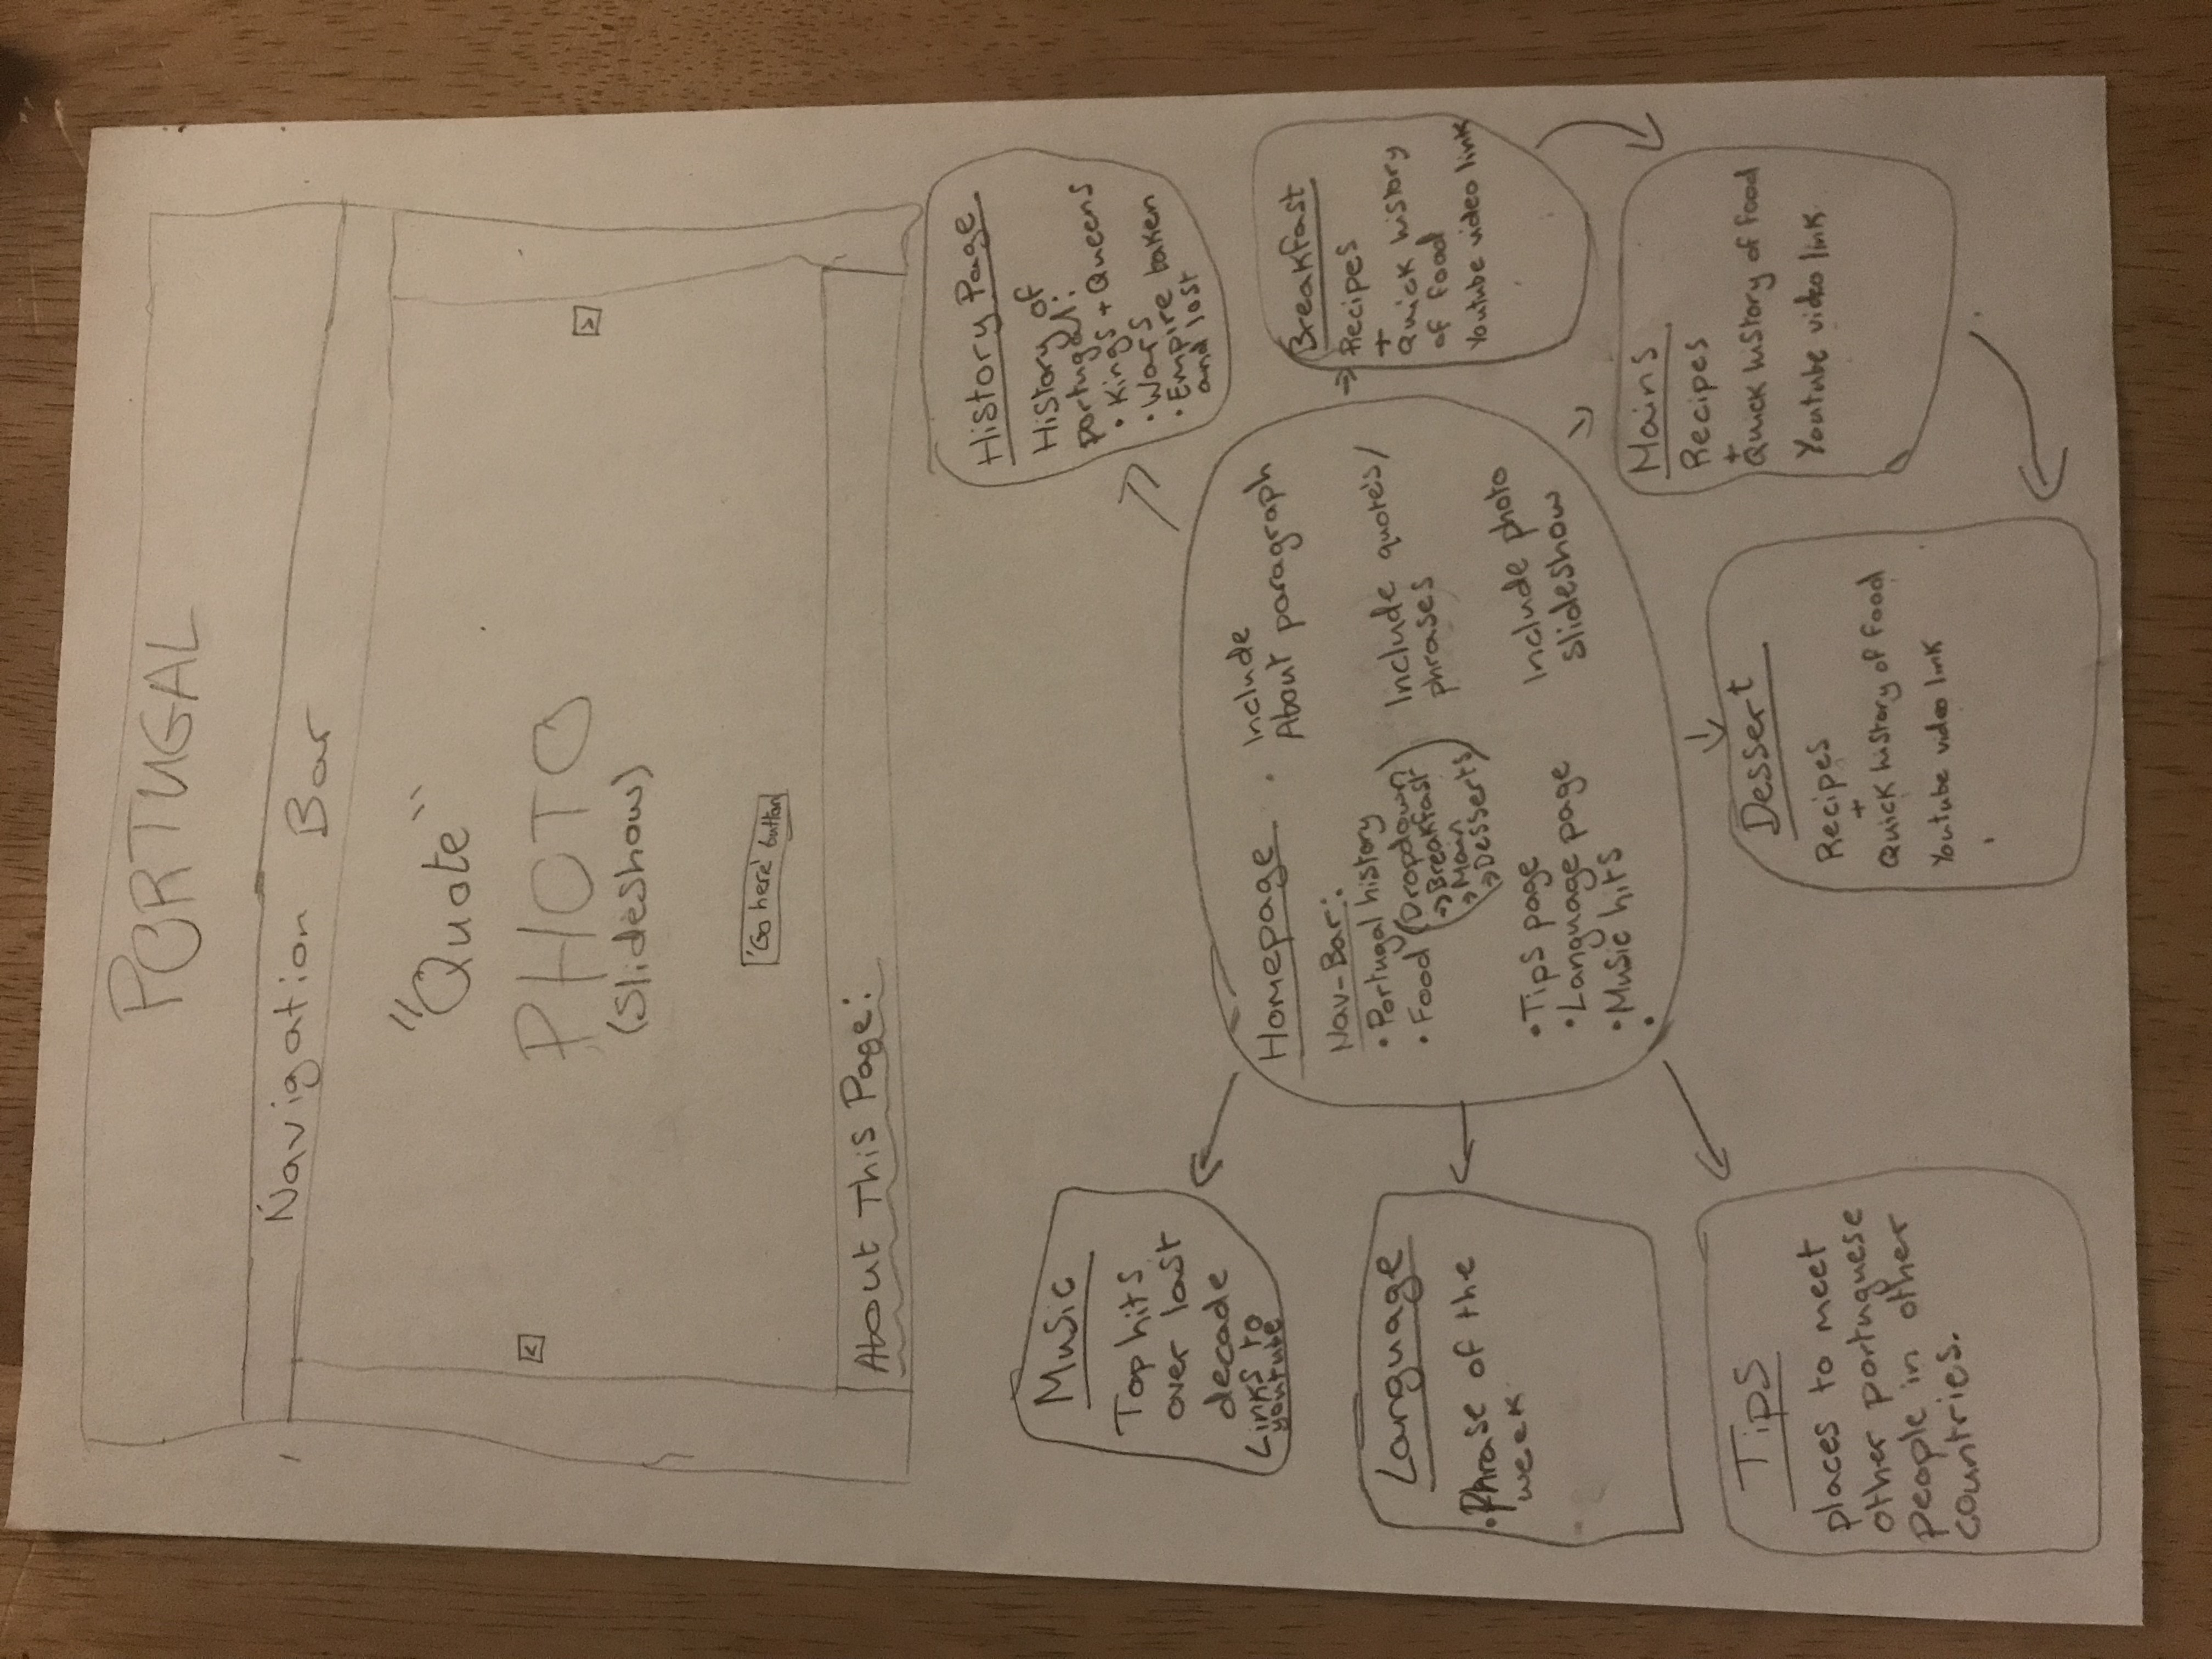 PORTUGAL
Navigation Bar
"Quote"
PHOTO
<
>
(Slideshow)
'Go here' button
About This Page:
History Page
History of
portugal:
• Kings + Queens
• Wars
• Empire taken
and lost
Music
Top hits
over last
decade
Links to
youtube
Homepage
Nav-Bar:
• Portugal history
• Food (Dropdown
→ Breakfast
→ Main
→ Desserts)
• Tips page
• Language page
• Music hits
•
• Include
About paragraph
Include quote's/
phrases
Include photo
slideshow
Breakfast
Recipes
+
Quick history
of food
Youtube video link
Language
• Phrase of the
week
Mains
Recipes
+
Quick history of food
Youtube video link
Tips
places to meet
other portuguese
people in other
countries.
Dessert
Recipes
+
Quick history of food
Youtube video link